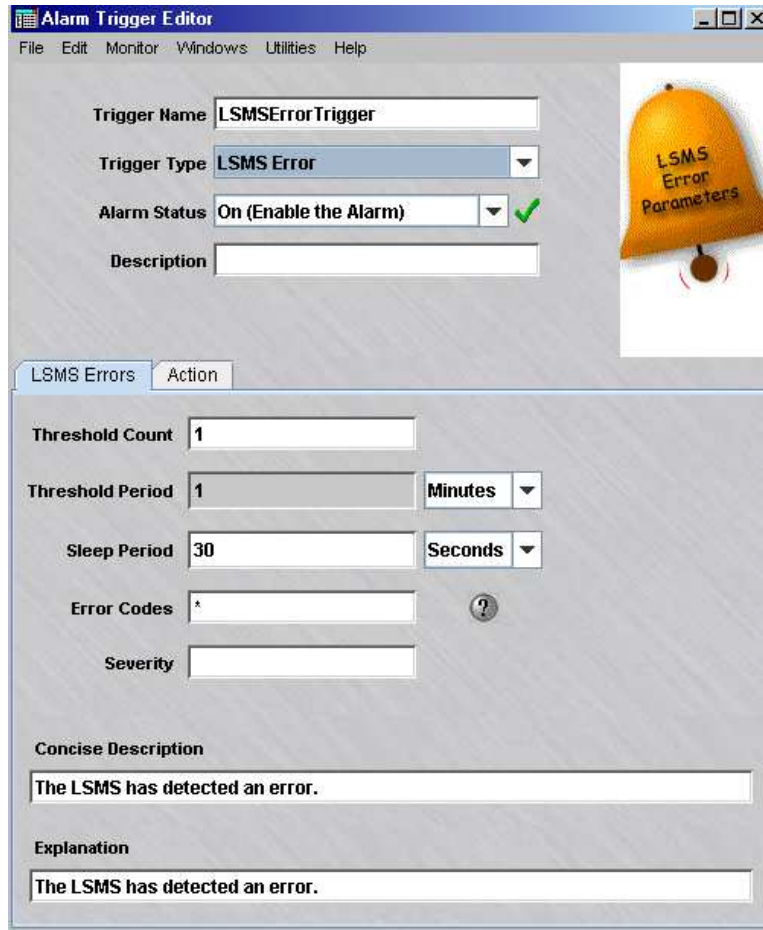 Alarm Trigger Editor
File Edit Monitor Windows Utilities Help
Trigger Name LSMSErrorTrigger
Trigger Type LSMS Error
Alarm Status On (Enable the Alarm)
Description
LSMS
Error
Parameters
LSMS Errors Action
Threshold Count 1
Threshold Period 1 Minutes
Sleep Period 30 Seconds
Error Codes * ?
Severity
Concise Description
The LSMS has detected an error.
Explanation
The LSMS has detected an error.